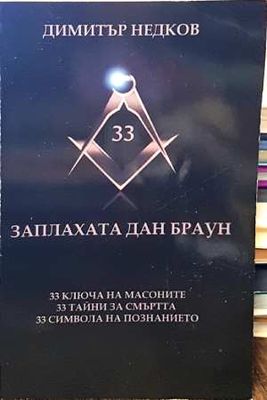 ДИМИТЪР НЕДКОВ
33
ЗАПЛАХАТА ДАН БРАУН
33 КЛЮЧА НА МАСОНИТЕ
33 ТАЙНИ ЗА СМЪРТТА
33 СИМВОЛА НА ПОЗНАНИЕТО